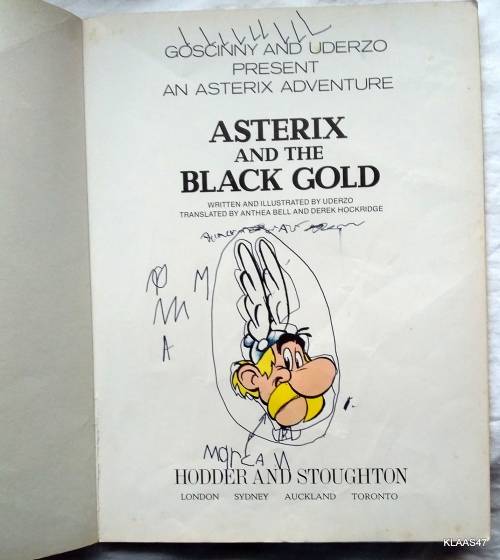 GOSCINNY AND UDERZO
PRESENT
AN ASTERIX ADVENTURE
ASTERIX
AND THE
BLACK GOLD
WRITTEN AND ILLUSTRATED BY UDERZO
TRANSLATED BY ANTHEA BELL AND DEREK HOCKRIDGE
M
A
HODDER AND STOUGHTON
LONDON SYDNEY AUCKLAND TORONTO
KLAAS47